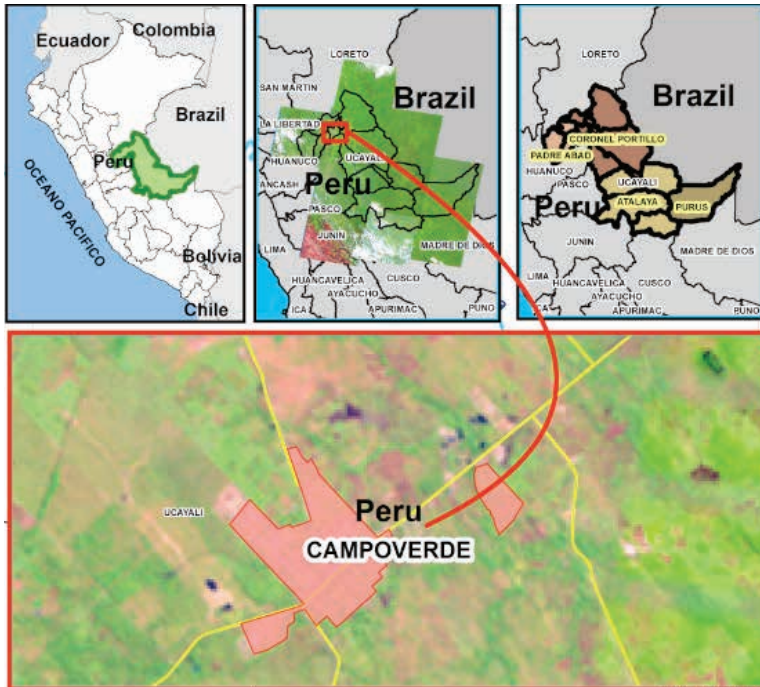 Colombia
Ecuador
Brazil
Peru
OCEANO PACIFICO
Bolivia
Chile
LORETO
SAN MARTIN
Brazil
LA LIBERTAD
HUANUCO
UCAYALI
ANCASH
Peru
PASCO
JUNIN
MADRE DE DIOS
LIMA
CUSCO
HUANCAVELICA
AYACUCHO
ICA
APURIMAC
PUNO
LORETO
Brazil
CORONEL PORTILLO
PADRE ABAD
HUANUCO
PASCO
UCAYALI
ATALAYA
PURUS
Peru
JUNIN
MADRE DE DIOS
LIMA
CUSCO
HUANCAVELICA
AYACUCHO
ICA
APURIMAC
PUNO
UCAYALI
Peru
CAMPOVERDE